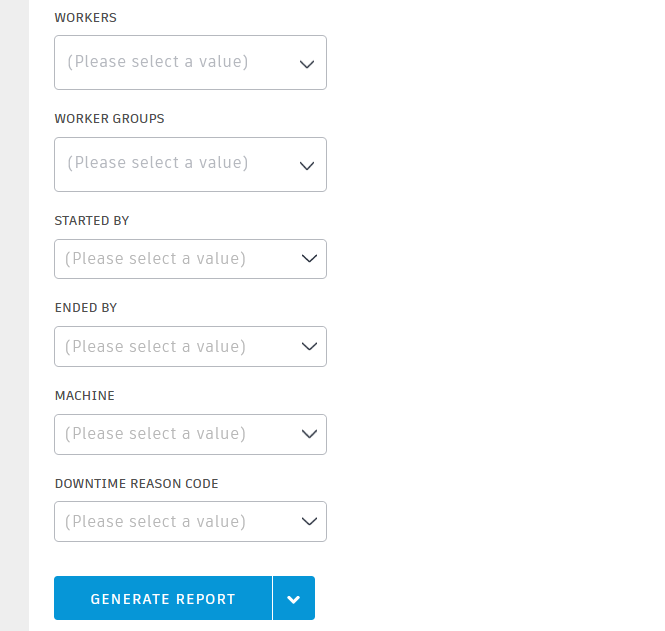 WORKERS
(Please select a value)
WORKER GROUPS
(Please select a value)
STARTED BY
(Please select a value)
ENDED BY
(Please select a value)
MACHINE
(Please select a value)
DOWNTIME REASON CODE
(Please select a value)
GENERATE REPORT